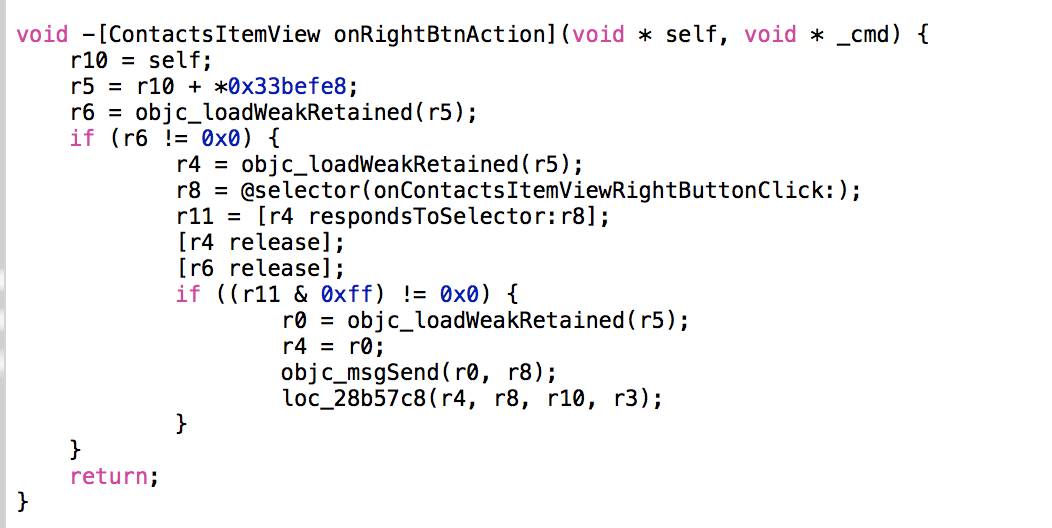 void -[ContactsItemView onRightBtnAction](void * self, void * _cmd) {
    r10 = self;
    r5 = r10 + *0x33befe8;
    r6 = objc_loadWeakRetained(r5);
    if (r6 != 0x0) {
            r4 = objc_loadWeakRetained(r5);
            r8 = @selector(onContactsItemViewRightButtonClick:);
            r11 = [r4 respondsToSelector:r8];
            [r4 release];
            [r6 release];
            if ((r11 & 0xff) != 0x0) {
                    r0 = objc_loadWeakRetained(r5);
                    r4 = r0;
                    objc_msgSend(r0, r8);
                    loc_28b57c8(r4, r8, r10, r3);
            }
    }
    return;
}